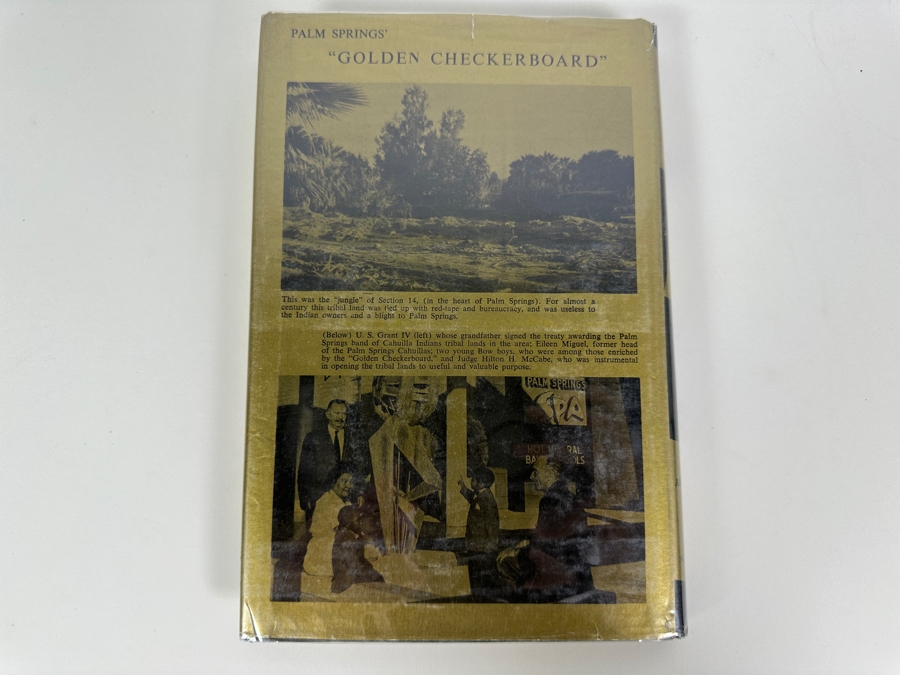 PALM SPRINGS'
"GOLDEN CHECKERBOARD"
This was the "jungle" of Section 14, (in the heart of Palm Springs). For almost a
century this tribal land was tied up with red-tape and bureaucracy, and was useless to
the Indian owners and a blight to Palm Springs.
(Below) U. S. Grant IV (left) whose grandfather signed the treaty awarding the Palm
Springs band of Cahuilla Indians tribal lands in the area; Eileen Miguel, former head
of the Palm Springs Cahuillas; two young Bow boys, who were among those enriched
by the "Golden Checkerboard," and Judge Hilton H. McCabe, who was instrumental
in opening the tribal lands to useful and valuable purpose.
PALM SPRINGS
SPA